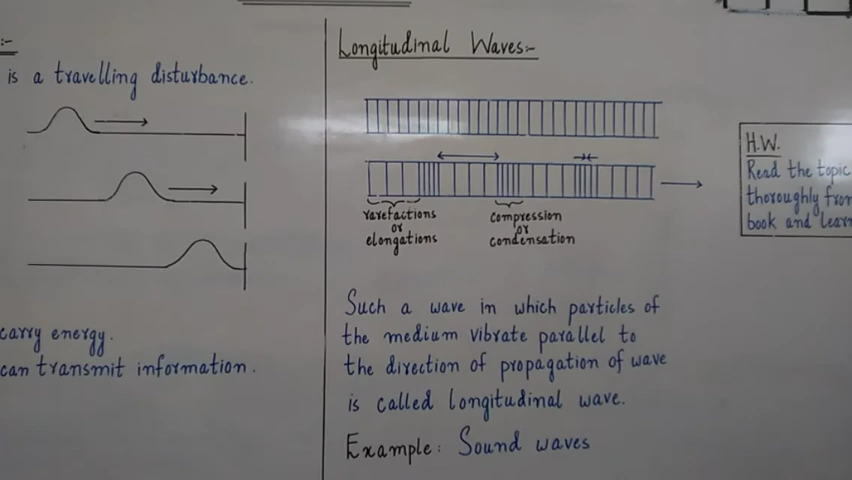 :-
is a travelling disturbance.
carry energy.
can transmit information.
Longitudinal Waves:-
rarefactions
or
elongations
compression
or
condensation
Such a wave in which particles of
the medium vibrate parallel to
the direction of propagation of wave
is called longitudinal wave.
Example: Sound waves
H.W.
Read the topic
thoroughly from
book and learn